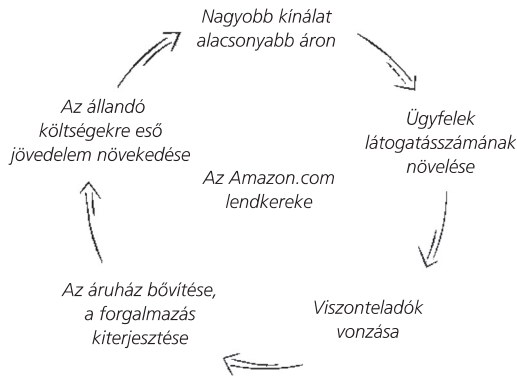 Nagyobb kínálat
alacsonyabb áron
Ügyfelek
látogatásszámának
növelése
Viszonteladók
vonzása
Az áruház bővítése,
a forgalmazás
kiterjesztése
Az állandó
költségekre eső
jövedelem növekedése
Az Amazon.com
lendkereke